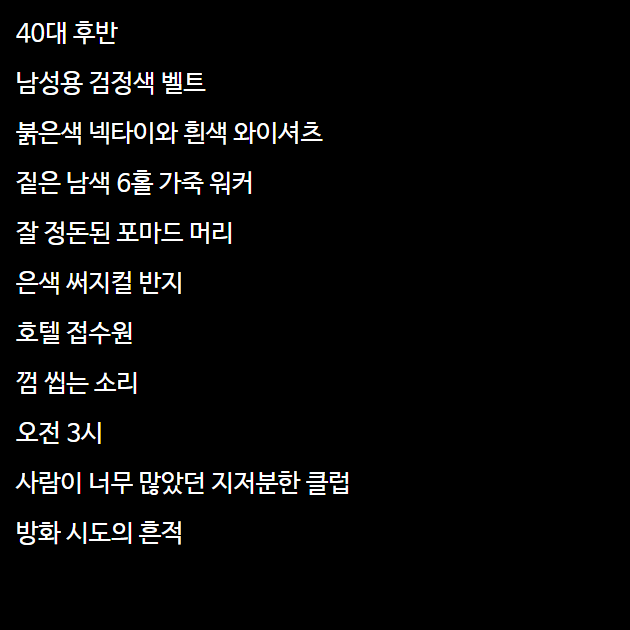 40대 후반
남성용 검정색 벨트
붉은색 넥타이와 흰색 와이셔츠
짙은 남색 6홀 가죽 워커
잘 정돈된 포마드 머리
은색 써지컬 반지
호텔 접수원
껌 씹는 소리
오전 3시
사람이 너무 많았던 지저분한 클럽
방화 시도의 흔적